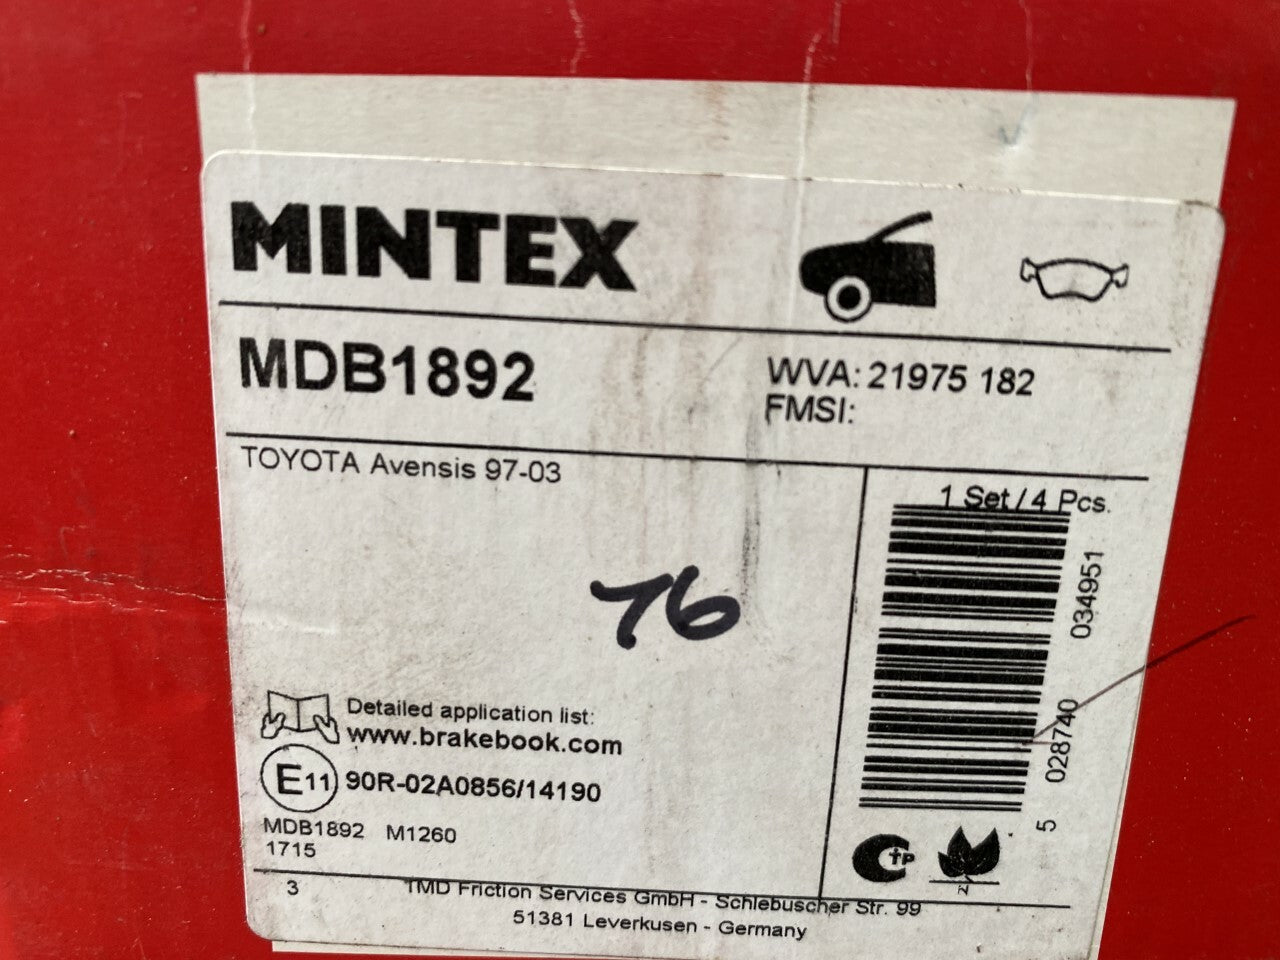 MINTEX
MDB1892
WVA: 21975 182
FMSI:
TOYOTA Avensis 97-03
1 Set / 4 Pcs.
76
5 028740 034951
Detailed application list:
www.brakebook.com
E11 90R-02A0856/14190
MDB1892 M1260
1715
CTP
N
3
TMD Friction Services GmbH - Schlebuscher Str. 99
51381 Leverkusen - Germany